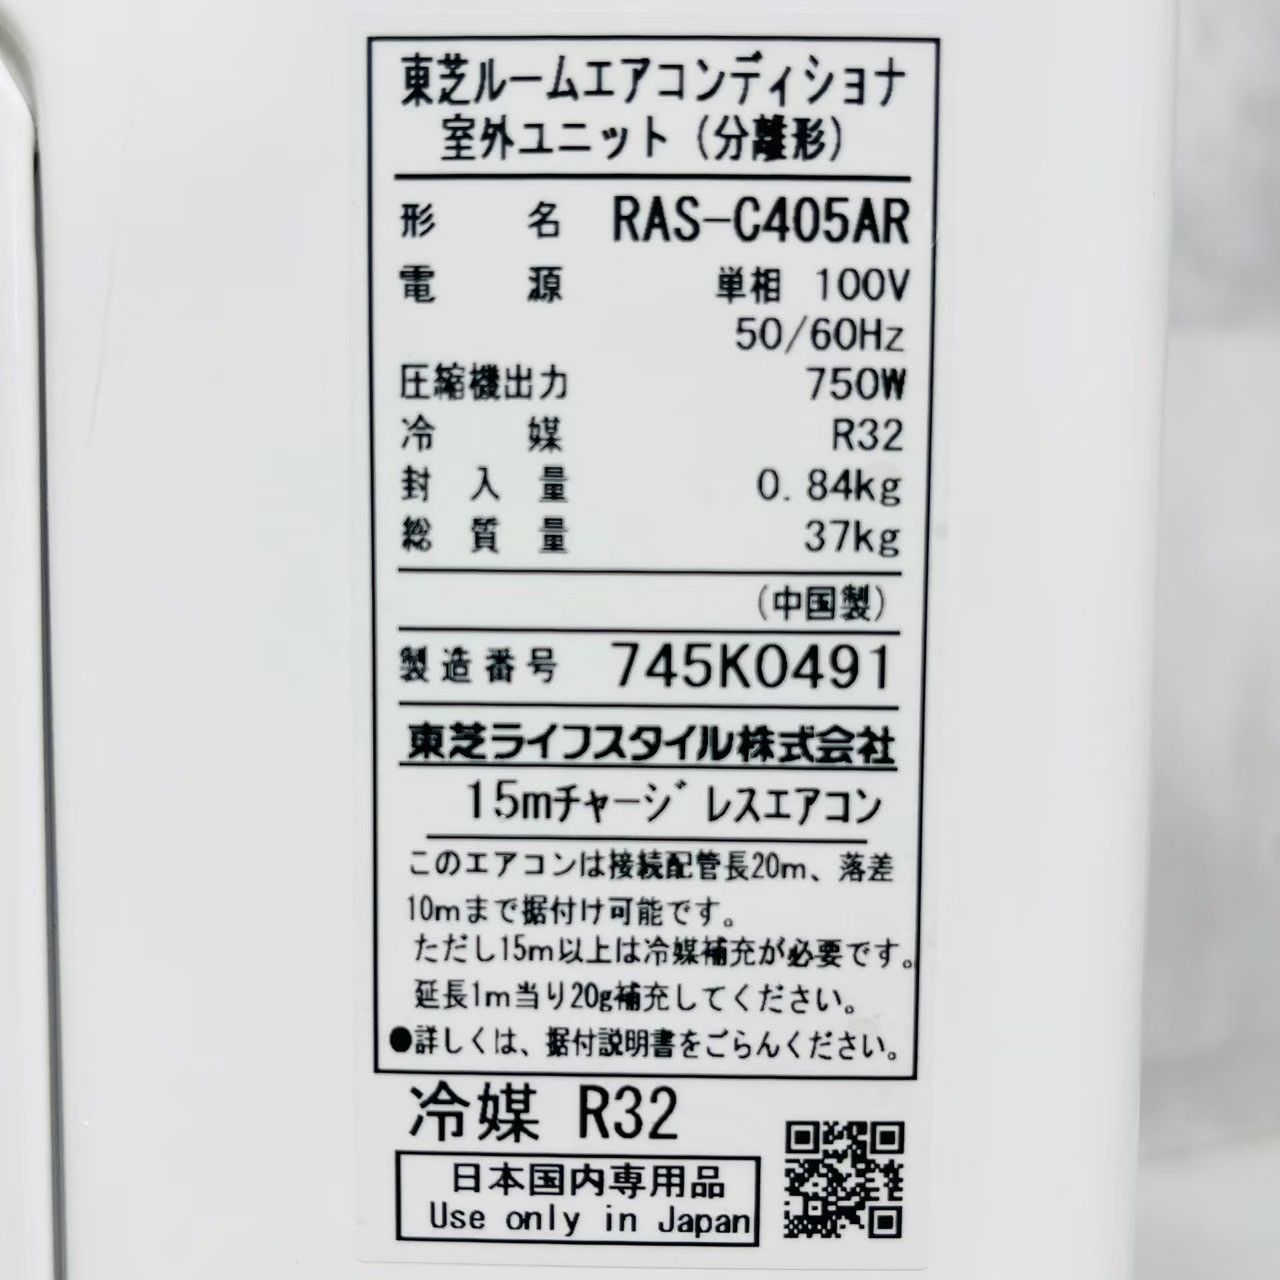 東芝ルームエアコンディショナ
室外ユニット（分離形）
形名 RAS-C405AR
電源 単相 100V
50/60Hz
圧縮機出力 750W
冷媒 R32
封入量 0.84kg
総質量 37kg
（中国製）
製造番号 745K0491
東芝ライフスタイル株式会社
15mチャージレスエアコン
このエアコンは接続配管長20m、落差
10mまで据付け可能です。
ただし15m以上は冷媒補充が必要です。
延長1m当り20g補充してください。
●詳しくは、据付説明書をごらんください。
冷媒 R32
日本国内専用品
Use only in Japan